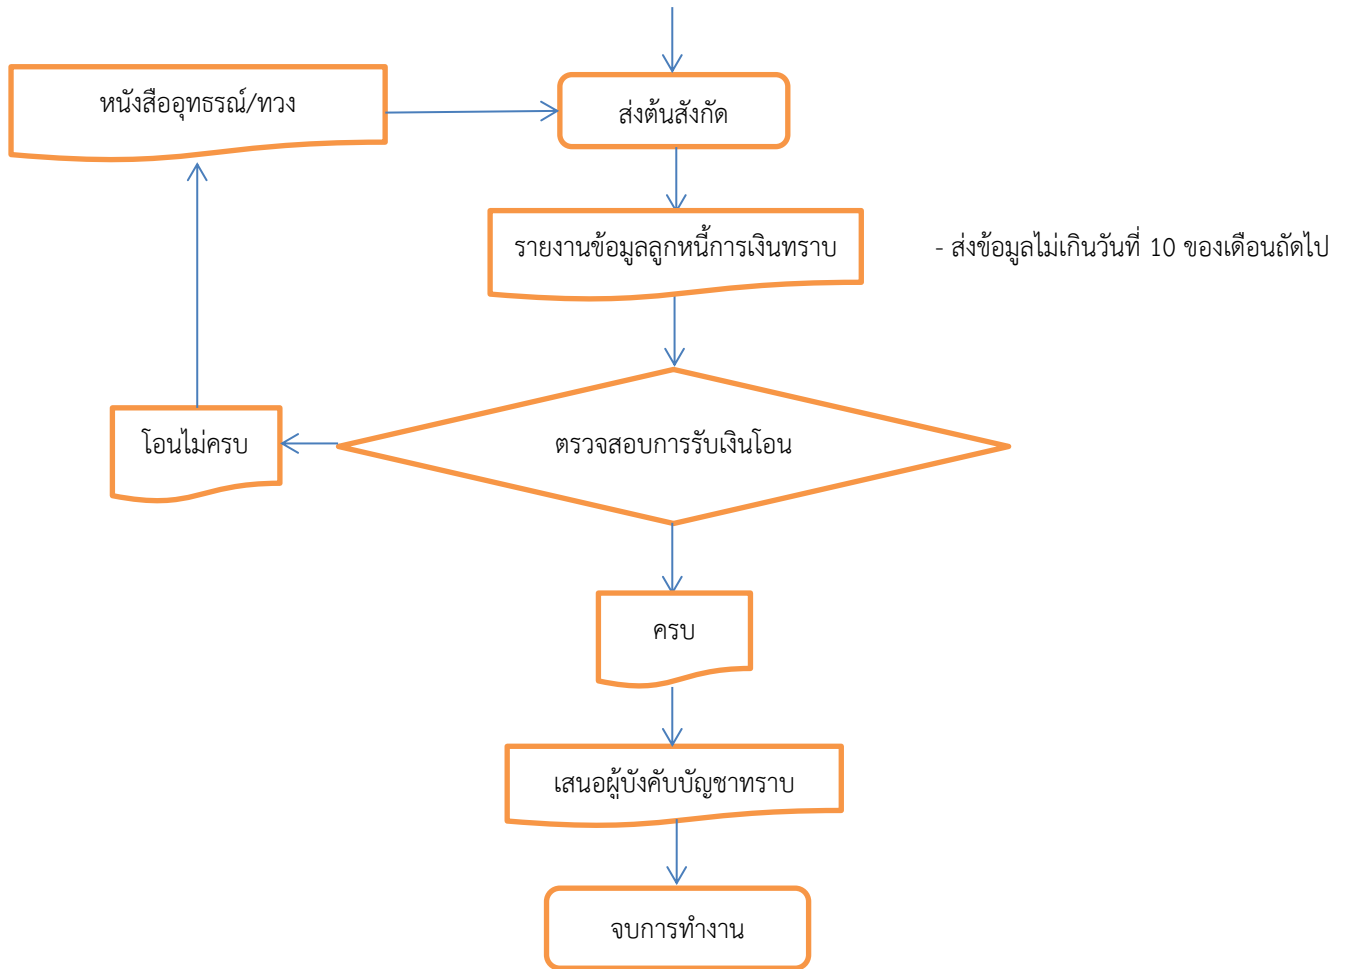 หนังสืออุทธรณ์/ทวง
ส่งต้นสังกัด
รายงานข้อมูลลูกหนี้การเงินทราบ
- ส่งข้อมูลไม่เกินวันที่ 10 ของเดือนถัดไป
โอนไม่ครบ
ตรวจสอบการรับเงินโอน
ครบ
เสนอผู้บังคับบัญชาทราบ
จบการทำงาน